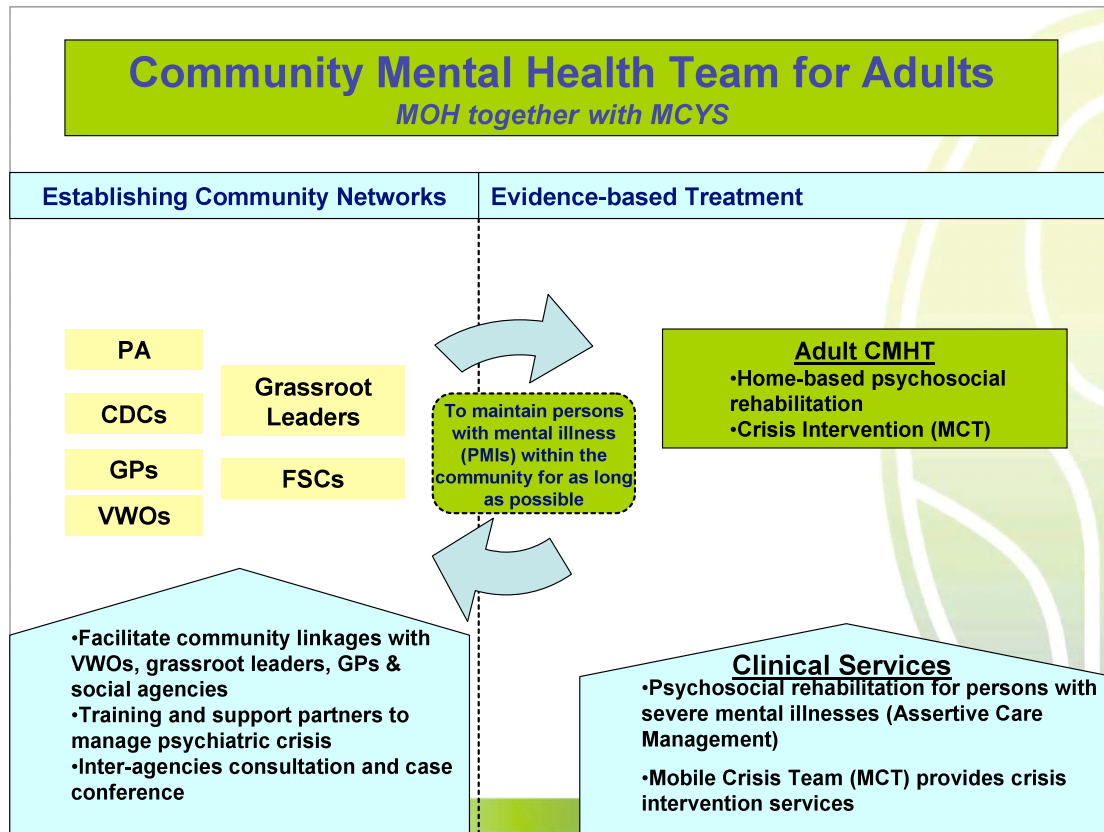 Community Mental Health Team for Adults
MOH together with MCYS
Establishing Community Networks
Evidence-based Treatment
PA
CDCs
GPs
VWOs
Grassroot
Leaders
FSCs
To maintain persons
with mental illness
(PMIs) within the
community for as long
as possible
Adult CMHT
•Home-based psychosocial
rehabilitation
•Crisis Intervention (MCT)
•Facilitate community linkages with
VWOs, grassroot leaders, GPs &
social agencies
•Training and support partners to
manage psychiatric crisis
•Inter-agencies consultation and case
conference
Clinical Services
•Psychosocial rehabilitation for persons with
severe mental illnesses (Assertive Care
Management)
•Mobile Crisis Team (MCT) provides crisis
intervention services